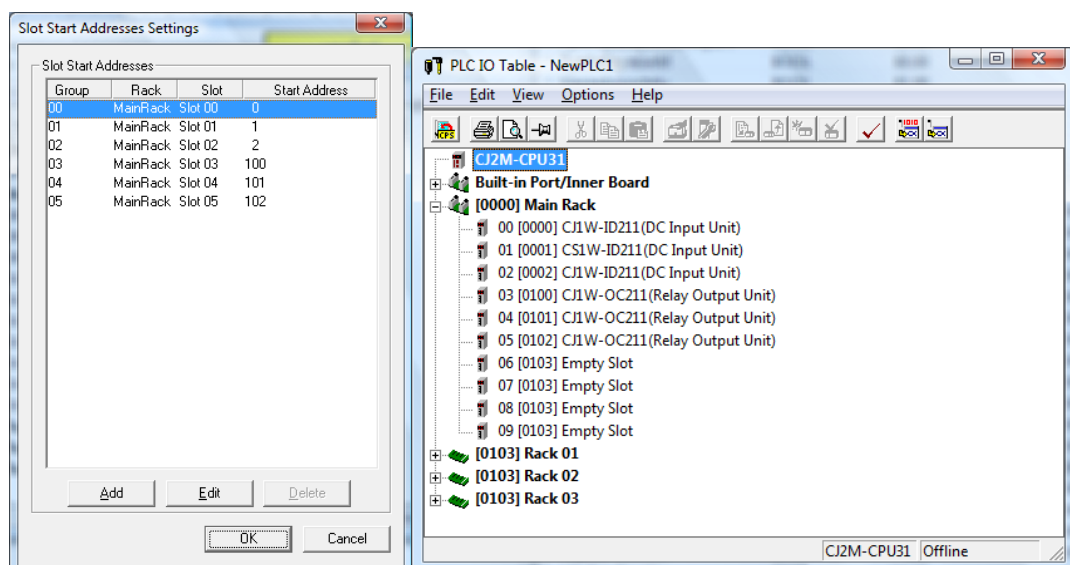 Slot Start Addresses Settings
Slot Start Addresses
Group Rack Slot Start Address
00 MainRack Slot 00 0
01 MainRack Slot 01 1
02 MainRack Slot 02 2
03 MainRack Slot 03 100
04 MainRack Slot 04 101
05 MainRack Slot 05 102
Add Edit Delete
OK Cancel
PLC IO Table - NewPLC1
File Edit View Options Help
CJ2M-CPU31
Built-in Port/Inner Board
[0000] Main Rack
00 [0000] CJ1W-ID211(DC Input Unit)
01 [0001] CS1W-ID211(DC Input Unit)
02 [0002] CJ1W-ID211(DC Input Unit)
03 [0100] CJ1W-OC211(Relay Output Unit)
04 [0101] CJ1W-OC211(Relay Output Unit)
05 [0102] CJ1W-OC211(Relay Output Unit)
06 [0103] Empty Slot
07 [0103] Empty Slot
08 [0103] Empty Slot
09 [0103] Empty Slot
[0103] Rack 01
[0103] Rack 02
[0103] Rack 03
CJ2M-CPU31 Offline